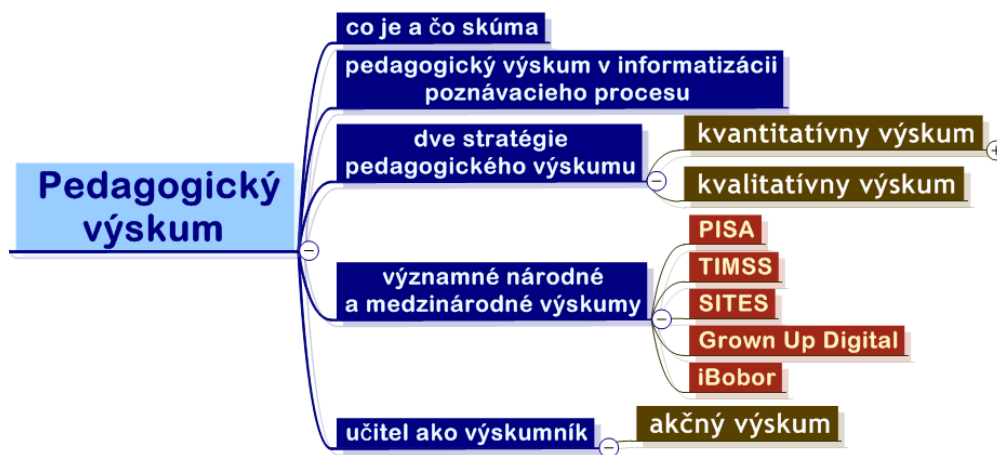 Pedagogický
výskum
co je a čo skúma
pedagogický výskum v informatizácii
poznávacieho procesu
dve stratégie
pedagogického výskumu
kvantitatívny výskum
kvalitatívny výskum
významné národné
a medzinárodné výskumy
PISA
TIMSS
SITES
Grown Up Digital
iBobor
učitel ako výskumník
akčný výskum